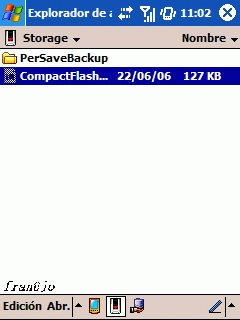 Explorador de a 11:02
Storage Nombre
PerSaveBackup
CompactFlash... 22/06/06 127 KB
fran6jo
Edición Abr.